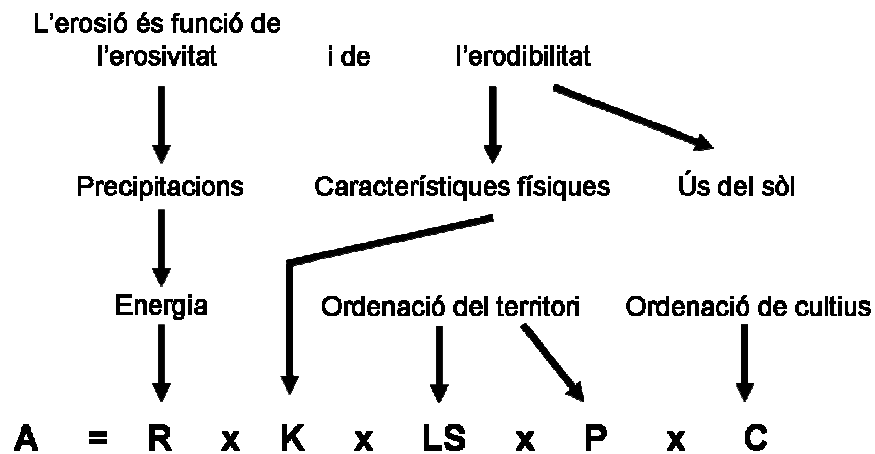 L'erosió és funció de
l'erosivitat i de l'erodibilitat
Precipitacions Característiques físiques Ús del sòl
Energia Ordenació del territori Ordenació de cultius
A = R x K x LS x P x C